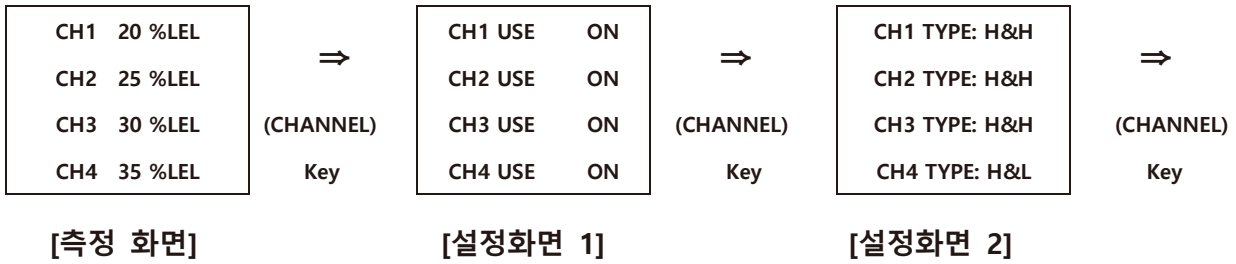 CH1 20 %LEL
CH2 25 %LEL
CH3 30 %LEL
CH4 35 %LEL
⇒
(CHANNEL)
Key
CH1 USE ON
CH2 USE ON
CH3 USE ON
CH4 USE ON
⇒
(CHANNEL)
Key
CH1 TYPE: H&H
CH2 TYPE: H&H
CH3 TYPE: H&H
CH4 TYPE: H&L
⇒
(CHANNEL)
Key
[측정 화면]
[설정화면 1]
[설정화면 2]